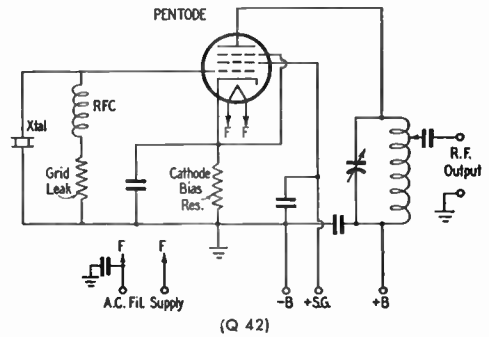 PENTODE
Xtal
RFC
Grid
Leak
F F
Cathode
Bias
Res.
R.F.
Output
F F
A.C. Fil. Supply
-B
+S.G.
+B
(Q 42)